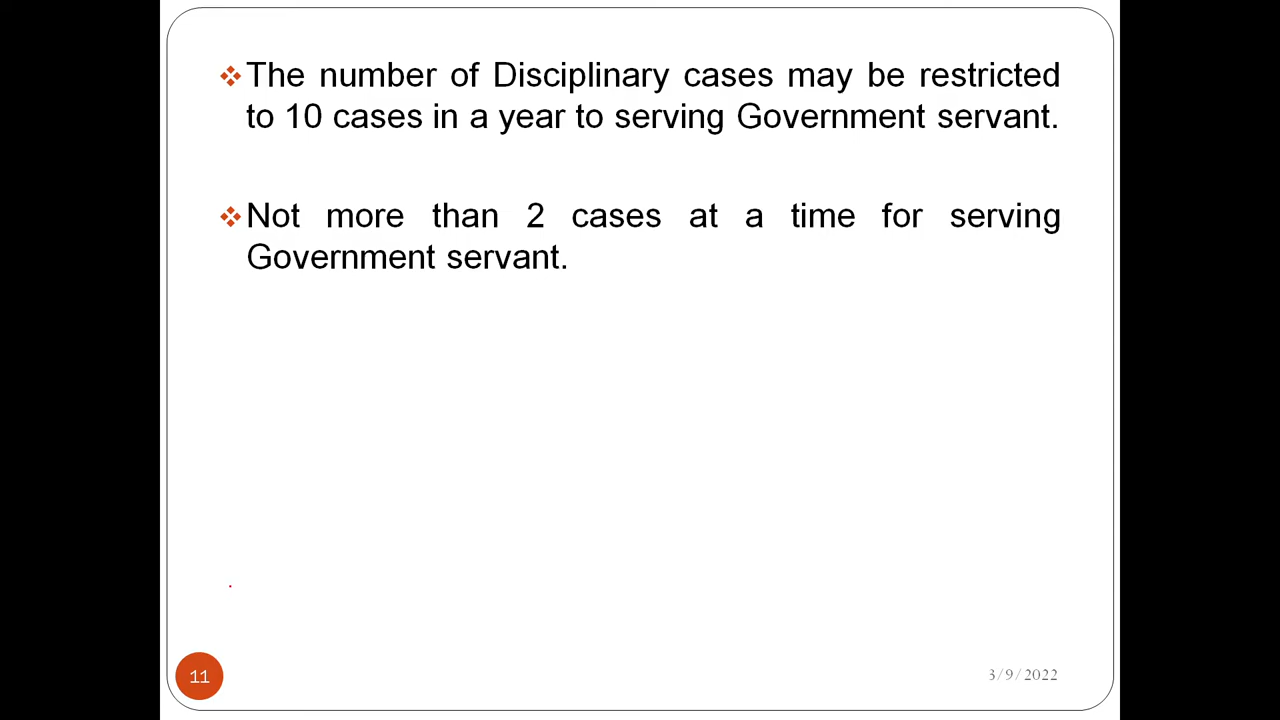 The number of Disciplinary cases may be restricted
to 10 cases in a year to serving Government servant.
Not more than 2 cases at a time for serving
Government servant.
11
3/9/2022